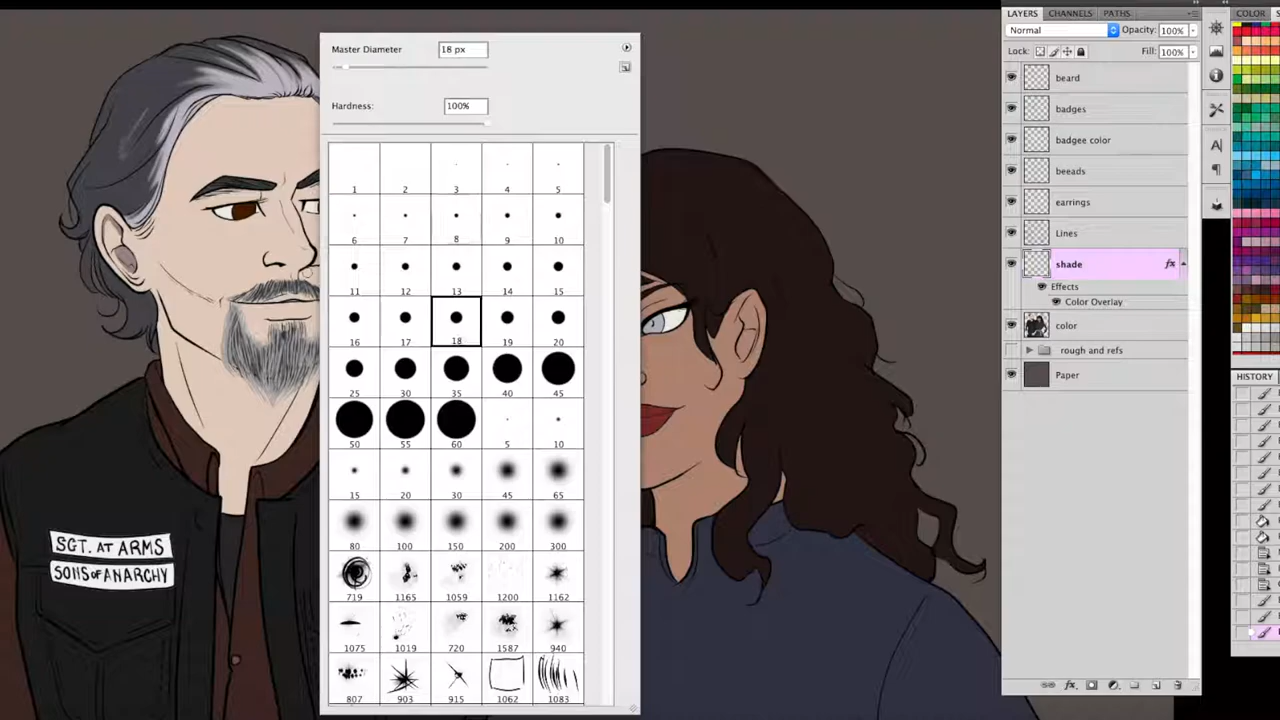 Master Diameter 18 px
Hardness: 100%
1 2 3 4 5
6 7 8 9 10
11 12 13 14 15
16 17 18 19 20
25 30 35 40 45
50 55 60 5 10
15 20 30 45 65
80 100 150 200 300
719 1165 1059 1200 1162
1075 1019 720 1587 940
807 903 915 1062 1083
SGT. AT ARMS
SONS OF ANARCHY
LAYERS CHANNELS PATHS
Normal Opacity: 100%
Lock: Fill: 100%
beard
badges
badgee color
beeads
earrings
Lines
shade fx
Effects
Color Overlay
color
rough and refs
Paper
fx
A
COLOR
HISTORY